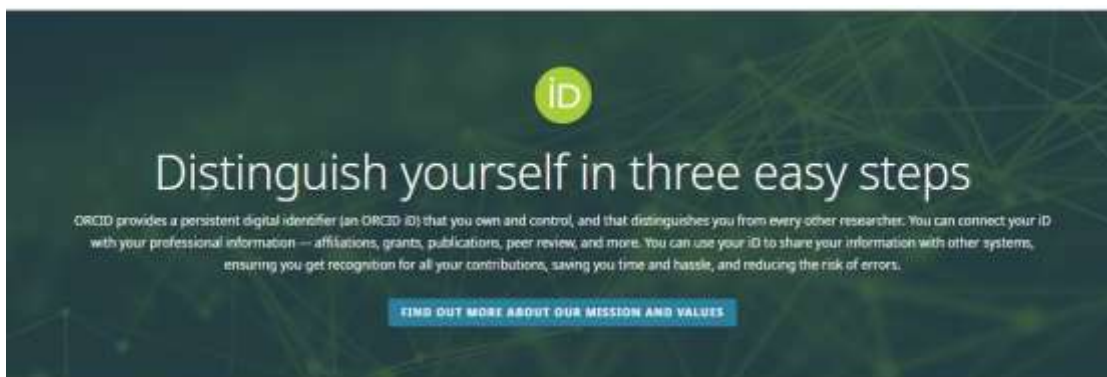 iD
Distinguish yourself in three easy steps
ORCID provides a persistent digital identifier (an ORCID iD) that you own and control, and that distinguishes you from every other researcher. You can connect your iD
with your professional information — affiliations, grants, publications, peer review, and more. You can use your iD to share your information with other systems,
ensuring you get recognition for all your contributions, saving you time and hassle, and reducing the risk of errors.
FIND OUT MORE ABOUT OUR MISSION AND VALUES